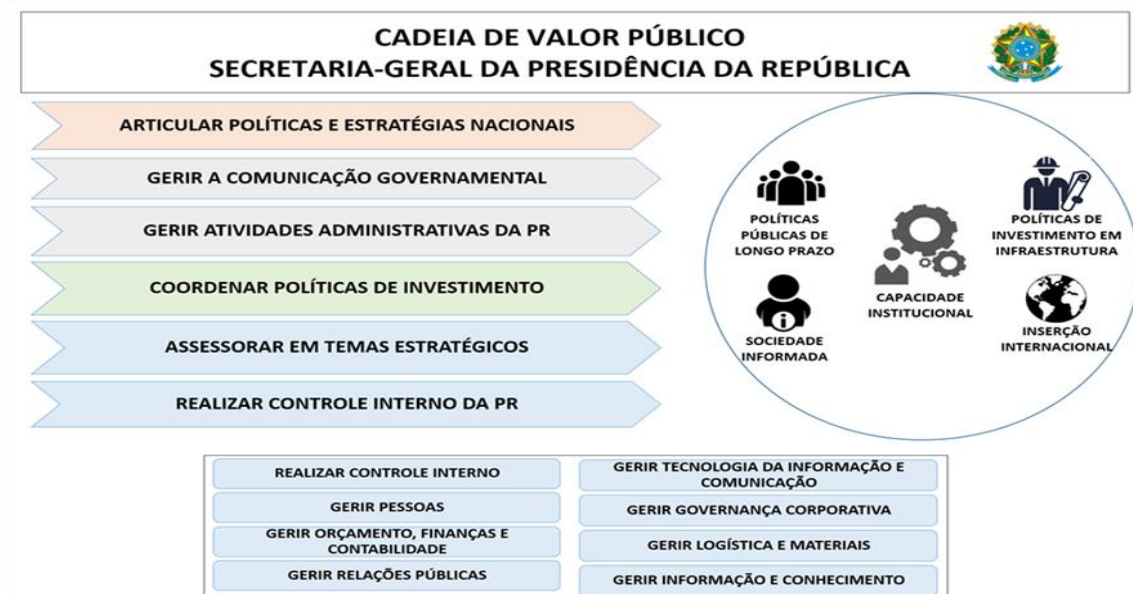 CADEIA DE VALOR PÚBLICO
SECRETARIA-GERAL DA PRESIDÊNCIA DA REPÚBLICA
ARTICULAR POLÍTICAS E ESTRATÉGIAS NACIONAIS
GERIR A COMUNICAÇÃO GOVERNAMENTAL
GERIR ATIVIDADES ADMINISTRATIVAS DA PR
COORDENAR POLÍTICAS DE INVESTIMENTO
ASSESSORAR EM TEMAS ESTRATÉGICOS
REALIZAR CONTROLE INTERNO DA PR
POLÍTICAS
PÚBLICAS DE
LONGO PRAZO
SOCIEDADE
INFORMADA
CAPACIDADE
INSTITUCIONAL
POLÍTICAS DE
INVESTIMENTO EM
INFRAESTRUTURA
INSERÇÃO
INTERNACIONAL
REALIZAR CONTROLE INTERNO
GERIR PESSOAS
GERIR ORÇAMENTO, FINANÇAS E
CONTABILIDADE
GERIR RELAÇÕES PÚBLICAS
GERIR TECNOLOGIA DA INFORMAÇÃO E
COMUNICAÇÃO
GERIR GOVERNANÇA CORPORATIVA
GERIR LOGÍSTICA E MATERIAIS
GERIR INFORMAÇÃO E CONHECIMENTO